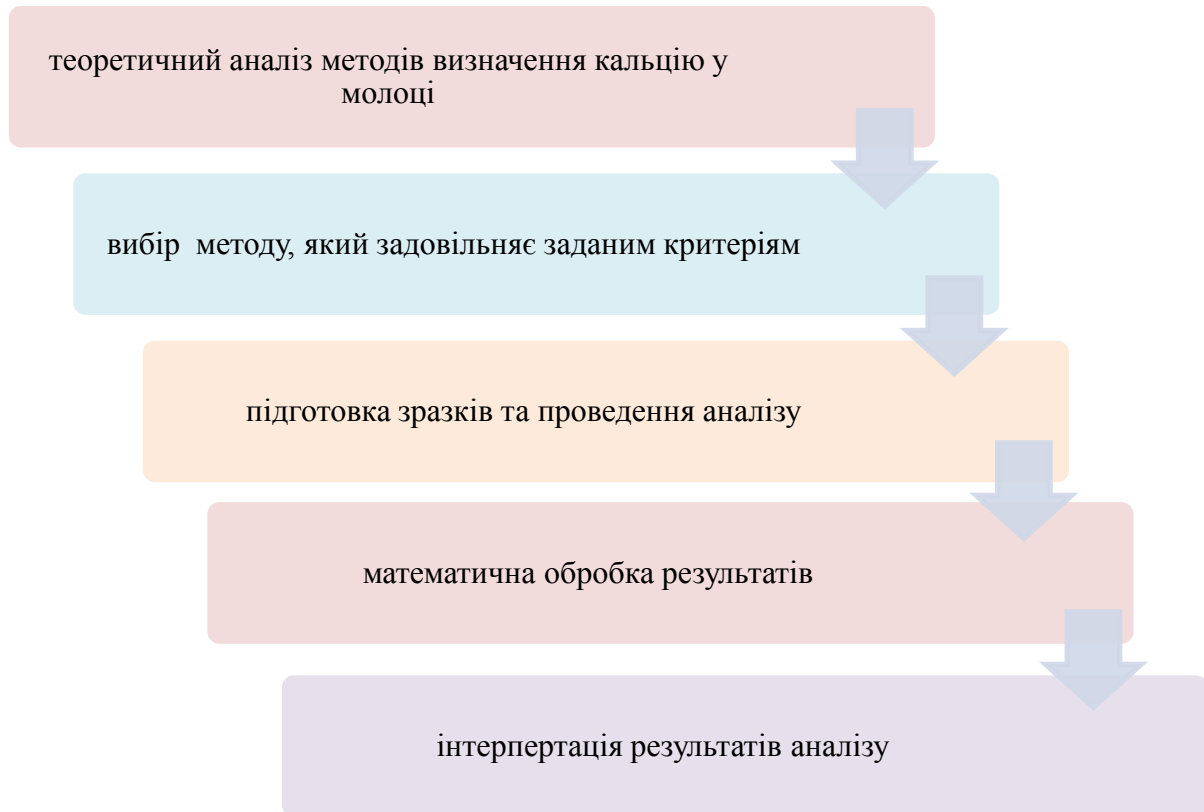 теоретичний аналіз методів визначення кальцію у
молоці
вибір  методу, який задовільняє заданим критеріям
підготовка зразків та проведення аналізу
математична обробка результатів
інтерпертація результатів аналізу